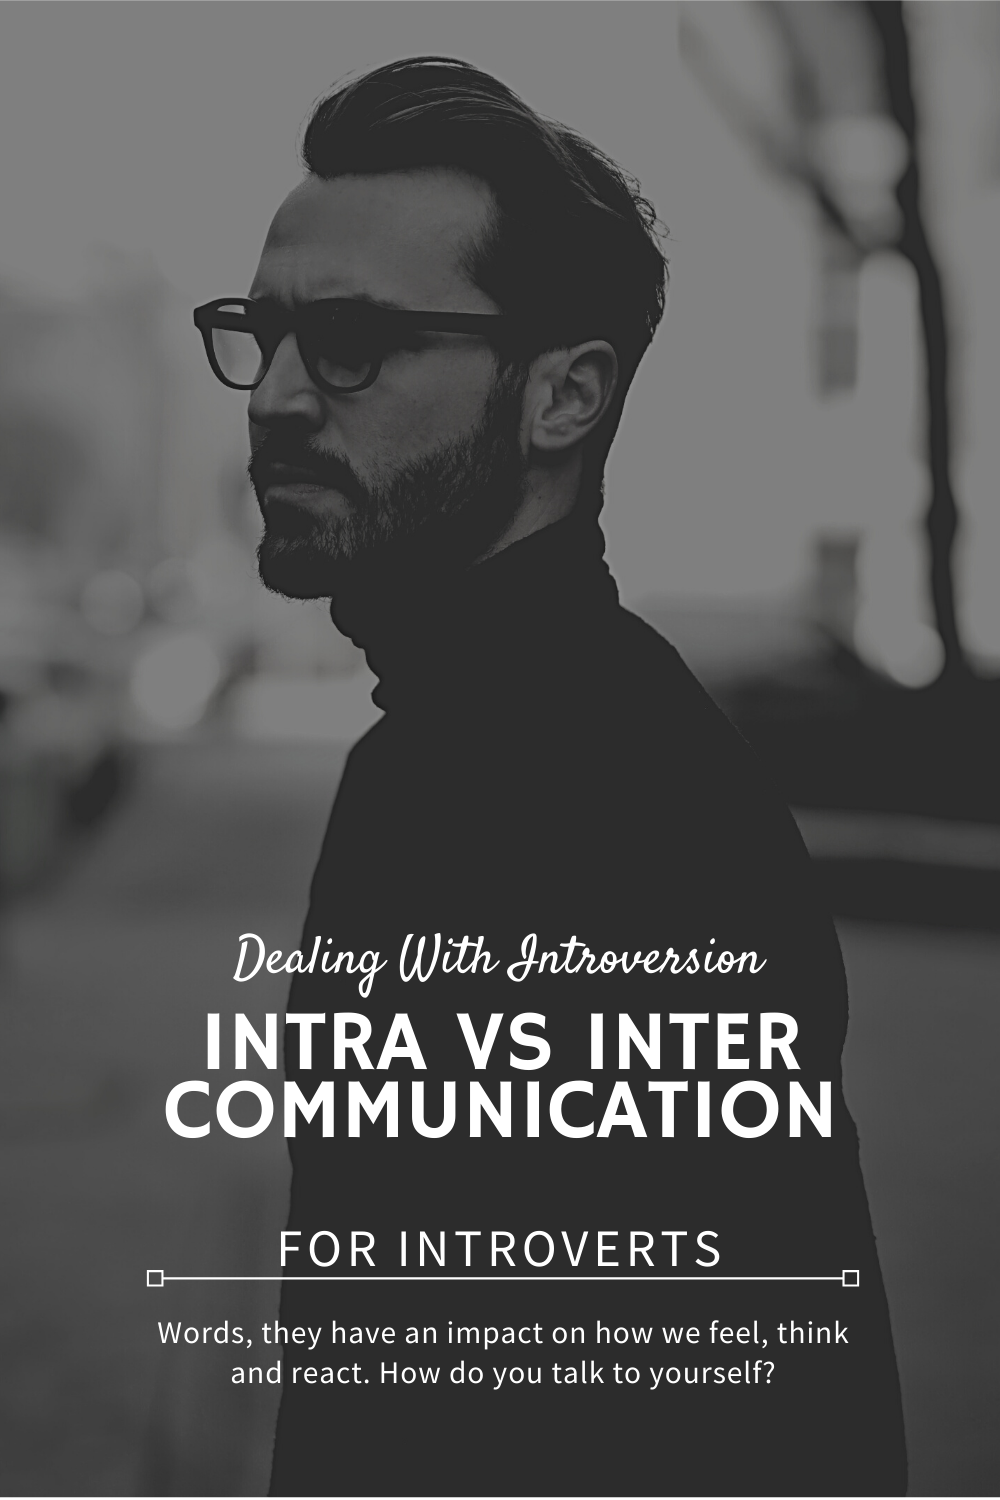 Dealing With Introversion
INTRA VS INTER
COMMUNICATION
FOR INTROVERTS
Words, they have an impact on how we feel, think
and react. How do you talk to yourself?